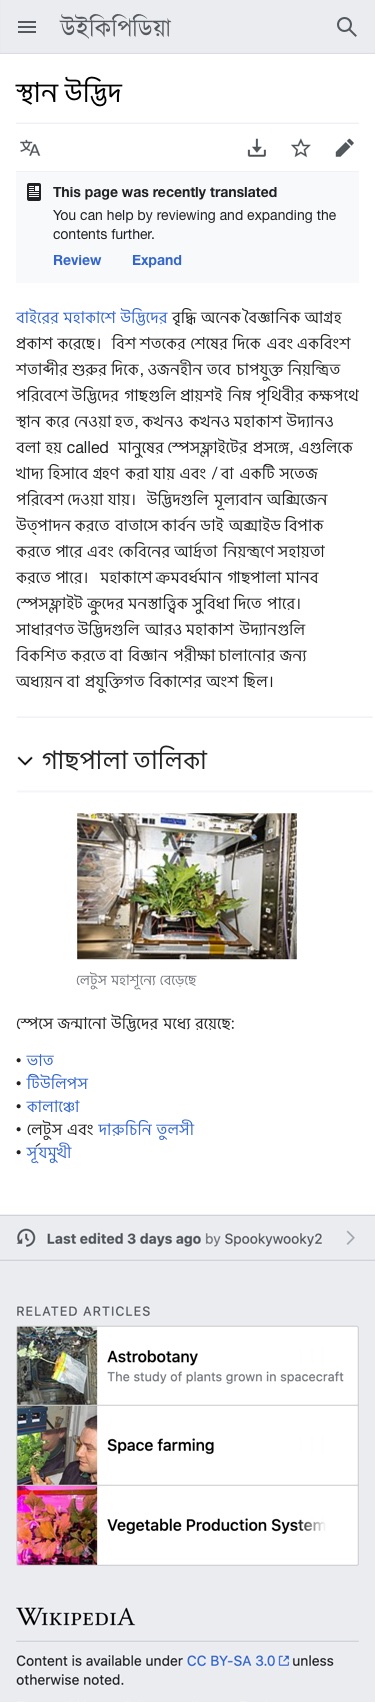 উইকিপিডিয়া
স্থান উদ্ভিদ
This page was recently translated
You can help by reviewing and expanding the
contents further.
Review Expand
বাইরের মহাকাশে উদ্ভিদের বৃদ্ধি অনেক বৈজ্ঞানিক আগ্রহ
প্রকাশ করেছে।  বিশ শতকের শেষের দিকে এবং একবিংশ
শতাব্দীর শুরুর দিকে, ওজনহীন তবে চাপযুক্ত নিয়ন্ত্রিত
পরিবেশে উদ্ভিদের গাছগুলি প্রায়শই নিম্ন পৃথিবীর কক্ষপথে
স্থান করে নেওয়া হত, কখনও কখনও মহাকাশ উদ্যানও
বলা হয় called  মানুষের স্পেসফ্লাইটের প্রসঙ্গে, এগুলিকে
খাদ্য হিসাবে গ্রহণ করা যায় এবং / বা একটি সতেজ
পরিবেশ দেওয়া যায়।  উদ্ভিদগুলি মূল্যবান অক্সিজেন
উত্পাদন করতে বাতাসে কার্বন ডাই অক্সাইড বিপাক
করতে পারে এবং কেবিনের আর্দ্রতা নিয়ন্ত্রণে সহায়তা
করতে পারে।  মহাকাশে ক্রমবর্ধমান গাছপালা মানব
স্পেসফ্লাইট ক্রুদের মনস্তাত্ত্বিক সুবিধা দিতে পারে।
সাধারণত উদ্ভিদগুলি আরও মহাকাশ উদ্যানগুলি
বিকশিত করতে বা বিজ্ঞান পরীক্ষা চালানোর জন্য
অধ্যয়ন বা প্রযুক্তিগত বিকাশের অংশ ছিল।
গাছপালা তালিকা
লেটুস মহাশূন্যে বেড়েছে
স্পেসে জন্মানো উদ্ভিদের মধ্যে রয়েছে:
• ভাত
• টিউলিপস
• কালাঞ্চো
• লেটুস এবং দারুচিনি তুলসী
• সূর্যমুখী
Last edited 3 days ago by Spookywooky2
RELATED ARTICLES
Astrobotany
The study of plants grown in spacecraft
Space farming
Vegetable Production System
WIKIPEDIA
Content is available under CC BY-SA 3.0 unless
otherwise noted.